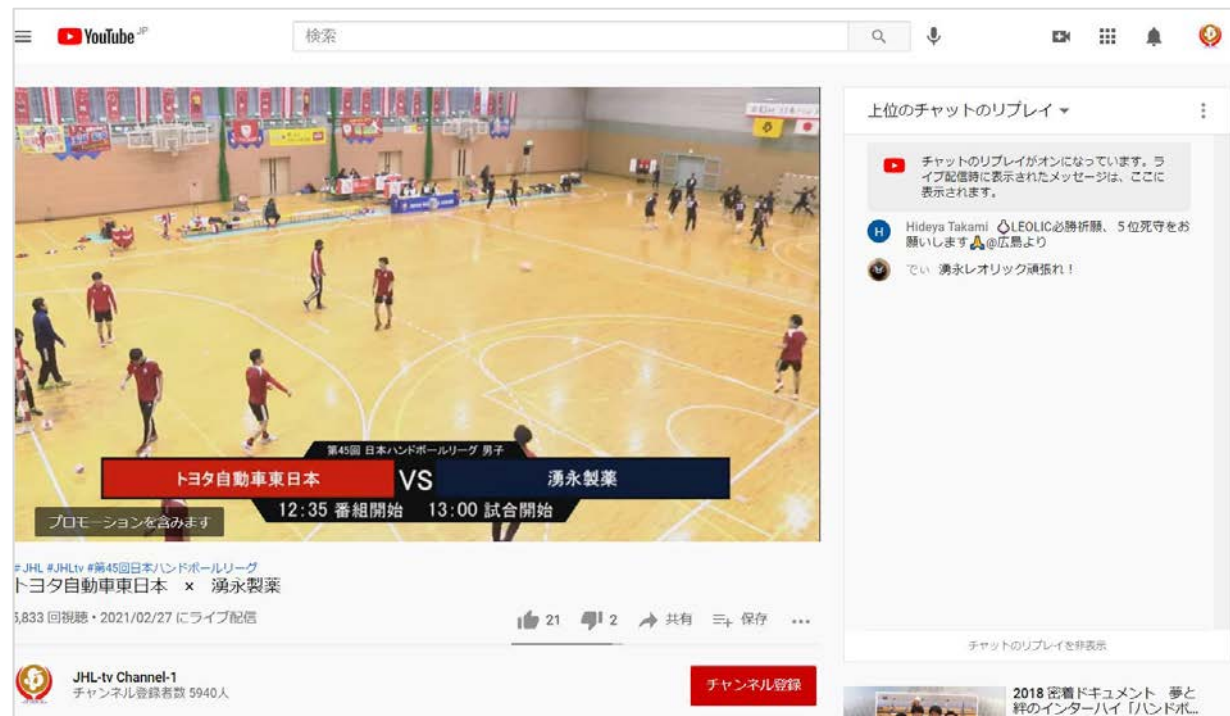 YouTube JP
検索
第45回 日本ハンドボールリーグ 男子
トヨタ自動車東日本 VS 湧永製薬
12:35 番組開始 13:00 試合開始
プロモーションを含みます
# JHL #JHLtv #第45回日本ハンドボールリーグ
トヨタ自動車東日本 × 湧永製薬
5,833 回視聴・2021/02/27 にライブ配信
21 2 共有 保存 …
JHL-tv Channel-1
チャンネル登録者数 5940人
チャンネル登録
上位のチャットのリプレイ
チャットのリプレイがオンになっています。ラ
イブ配信時に表示されたメッセージは、ここに
表示されます。
H Hideya Takami LEOLIC必勝祈願、５位死守をお
願いします🙏@広島より
でい 湧永レオリック頑張れ！
チャットのリプレイを非表示
2018 密着ドキュメント 夢と
絆のインターハイ「ハンドボ...